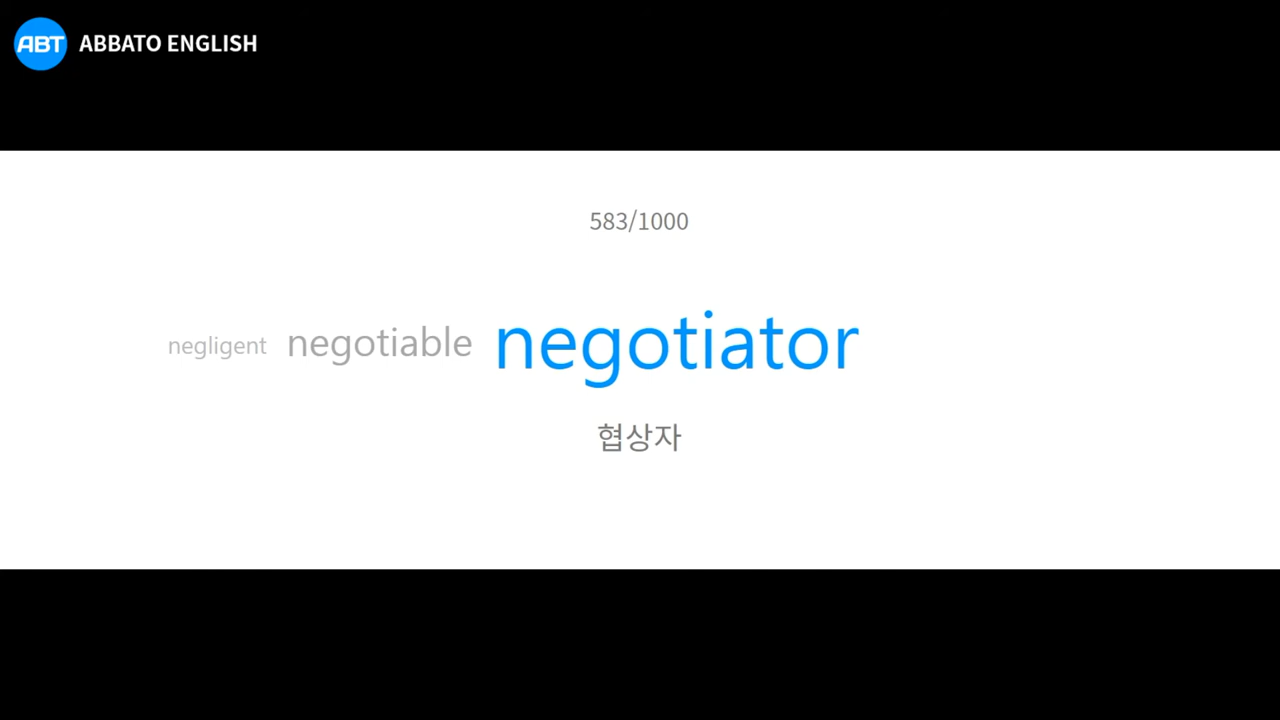 ABT ABBATO ENGLISH
583/1000
negligent negotiable negotiator
협상자